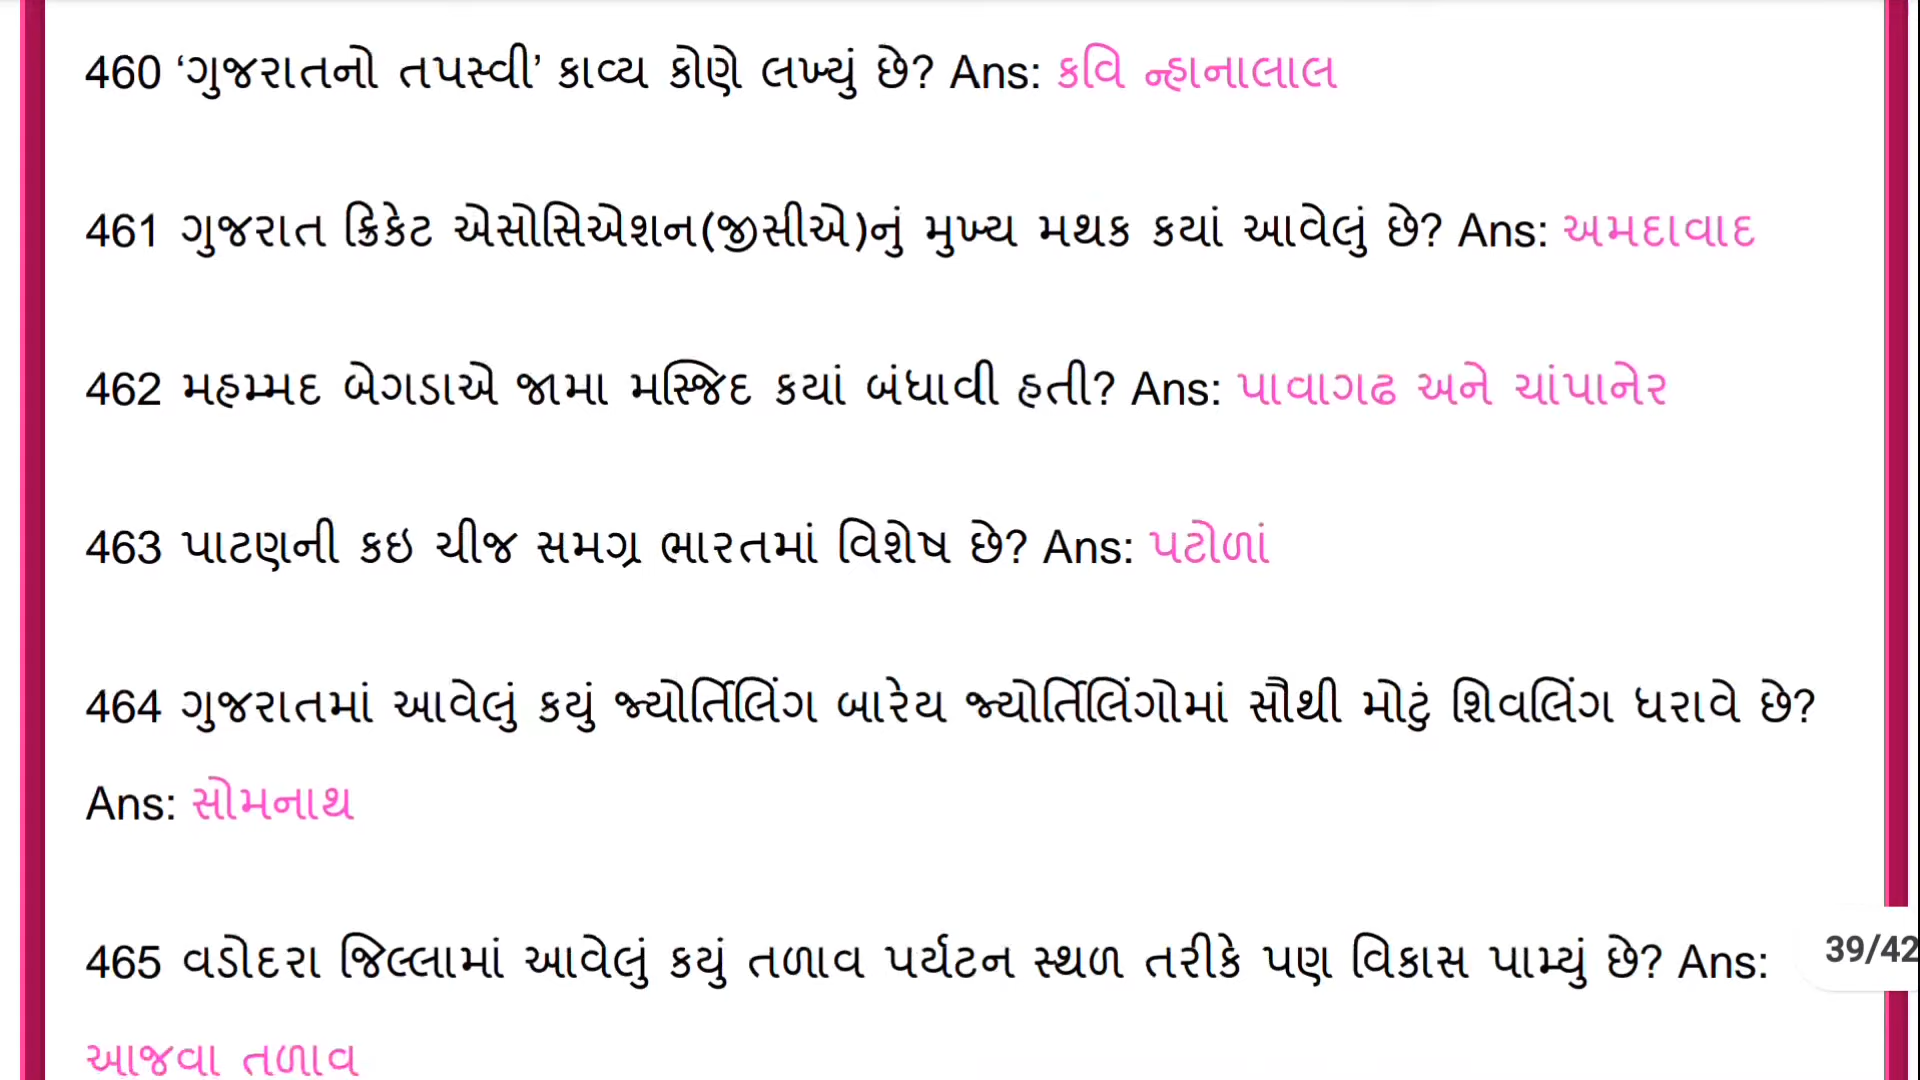 460 ‘ગુજરાતનો તપસ્વી’ કાવ્ય કોણે લખ્યું છે? Ans: કવિ ન્હાનાલાલ
461 ગુજરાત ક્રિકેટ એસોસિએશન(જીસીએ)નું મુખ્ય મથક કયાં આવેલું છે? Ans: અમદાવાદ
462 મહમ્મદ બેગડાએ જામા મસ્જિદ કયાં બંધાવી હતી? Ans: પાવાગઢ અને ચાંપાનેર
463 પાટણની કઇ ચીજ સમગ્ર ભારતમાં વિશેષ છે? Ans: પટોળાં
464 ગુજરાતમાં આવેલું કયું જ્યોર્તિલિંગ બારેય જ્યોર્તિલિંગોમાં સૌથી મોટું શિવલિંગ ધરાવે છે?
Ans: સોમનાથ
465 વડોદરા જિલ્લામાં આવેલું કયું તળાવ પર્યટન સ્થળ તરીકે પણ વિકાસ પામ્યું છે? Ans:
આજવા તળાવ
39/42